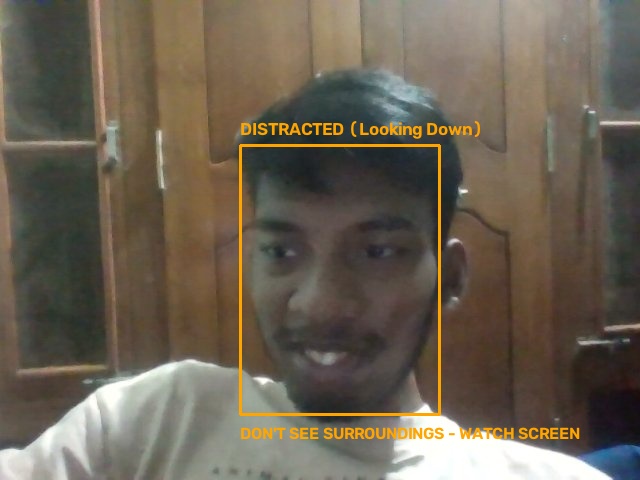 DISTRACTED (Looking Down)
DON'T SEE SURROUNDINGS - WATCH SCREEN